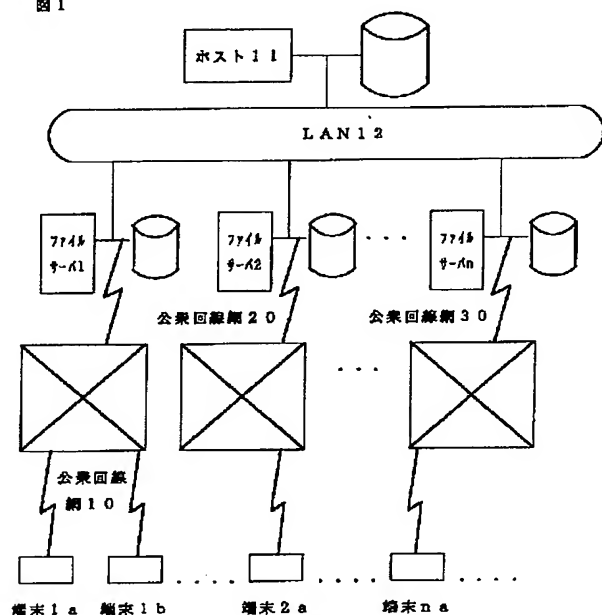 図1
ホスト11
LAN12
ファイル
サーバ1
ファイル
サーバ2
・・・
ファイル
サーバn
公衆回線網20
公衆回線網30
・・・
公衆回線
網10
端末1a
端末1b
・・・・・
端末2a
・・・・・
端末na